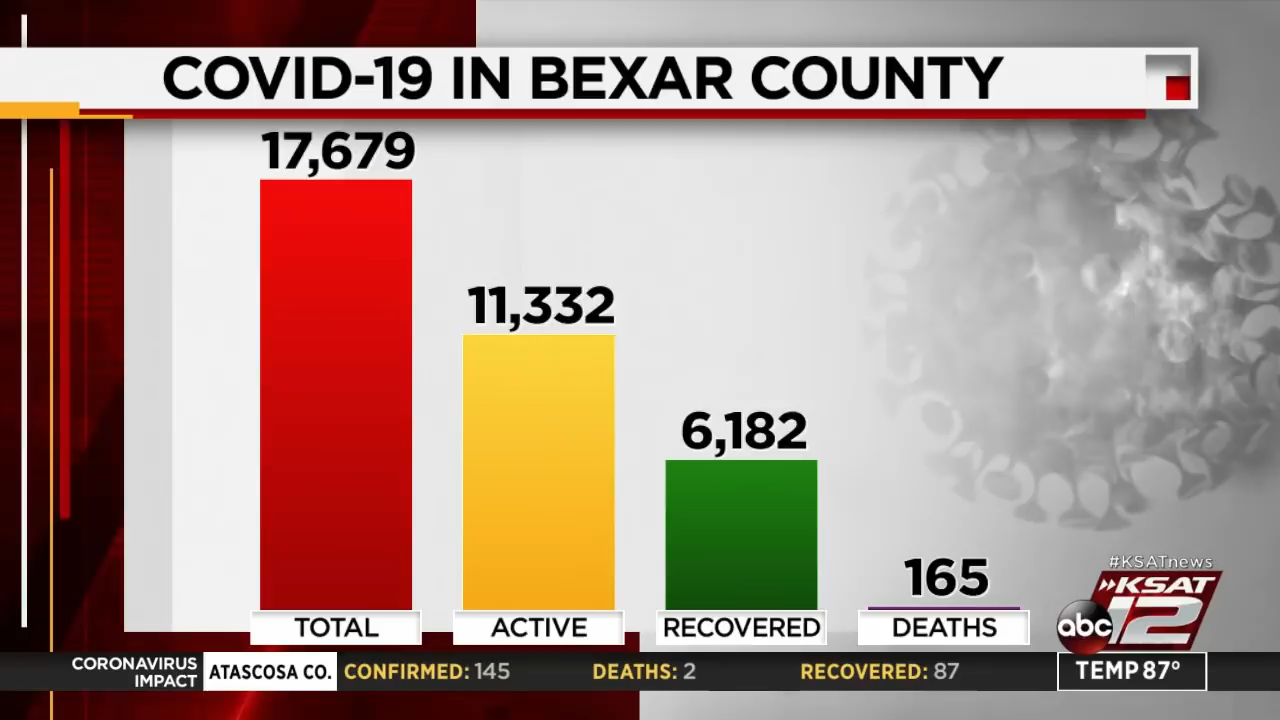 COVID-19 IN BEXAR COUNTY
17,679
11,332
6,182
165
TOTAL
ACTIVE
RECOVERED
DEATHS
#KSATnews
»KSAT
abc 12
CORONAVIRUS IMPACT
ATASCOSA CO.
CONFIRMED: 145
DEATHS: 2
RECOVERED: 87
TEMP 87°